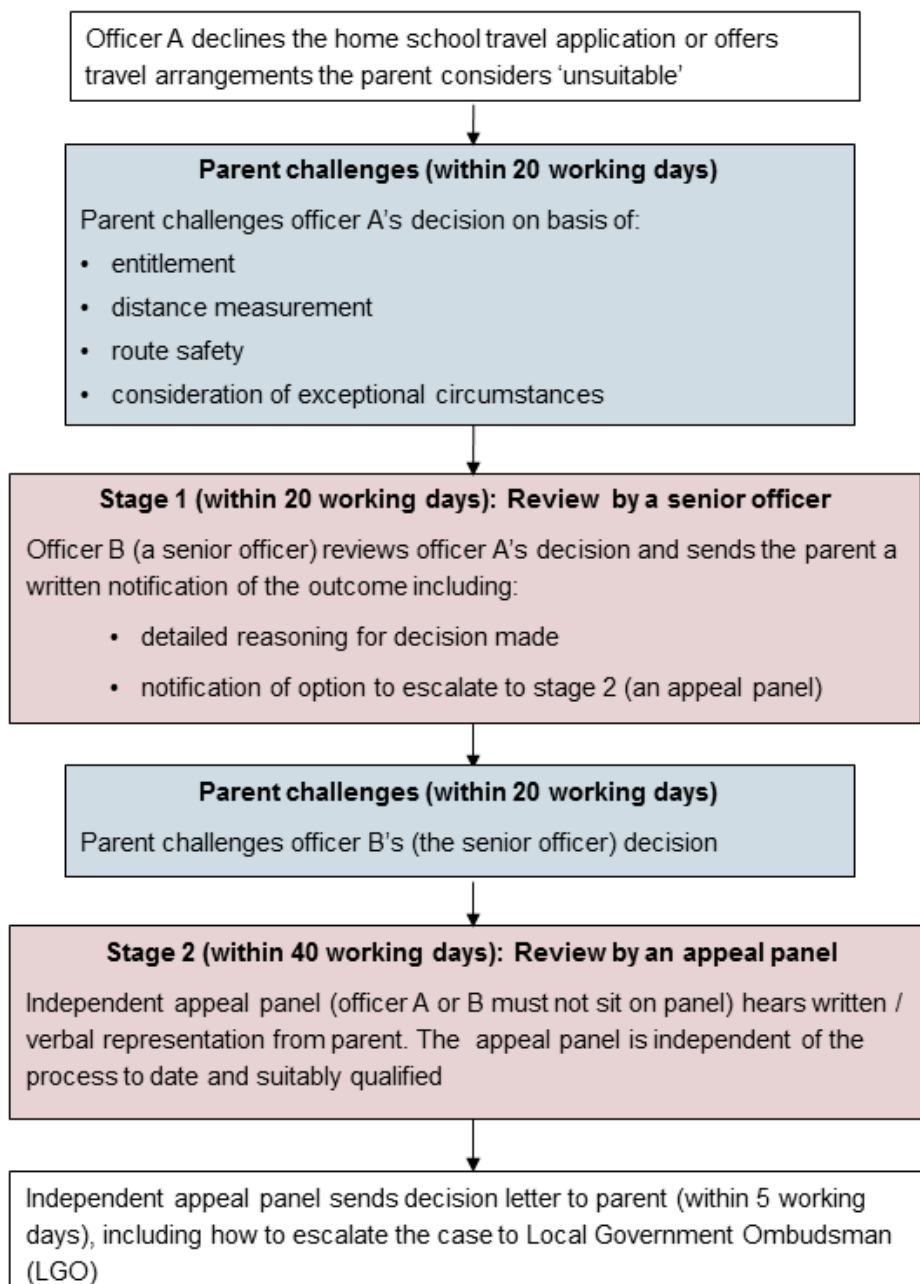 Officer A declines the home school travel application or offers
travel arrangements the parent considers ‘unsuitable’
Parent challenges (within 20 working days)
Parent challenges officer A’s decision on basis of:
• entitlement
• distance measurement
• route safety
• consideration of exceptional circumstances
Stage 1 (within 20 working days): Review by a senior officer
Officer B (a senior officer) reviews officer A’s decision and sends the parent a
written notification of the outcome including:
• detailed reasoning for decision made
• notification of option to escalate to stage 2 (an appeal panel)
Parent challenges (within 20 working days)
Parent challenges officer B’s (the senior officer) decision
Stage 2 (within 40 working days): Review by an appeal panel
Independent appeal panel (officer A or B must not sit on panel) hears written /
verbal representation from parent. The appeal panel is independent of the
process to date and suitably qualified
Independent appeal panel sends decision letter to parent (within 5 working
days), including how to escalate the case to Local Government Ombudsman
(LGO)